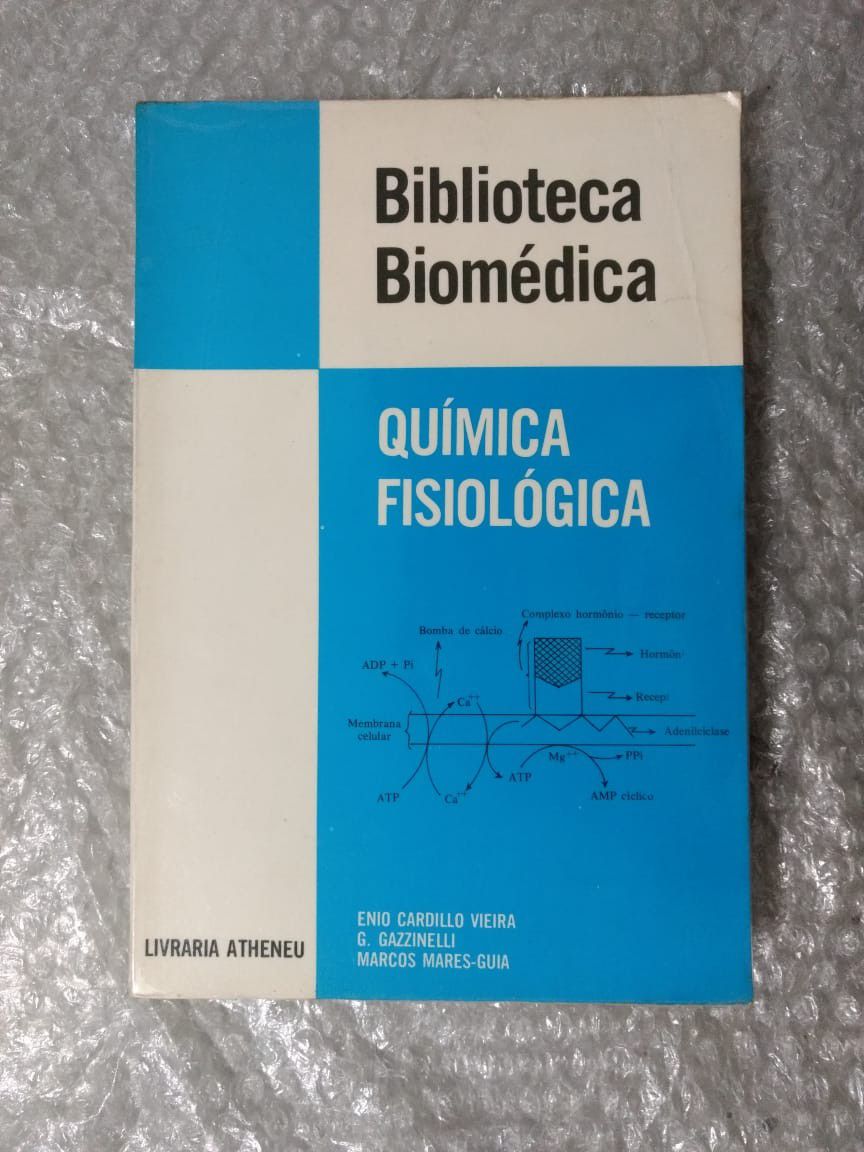 Biblioteca
Biomédica
QUÍMICA
FISIOLÓGICA
Complexo hormônio — receptor
Bomba de cálcio
ADP + Pi
Ca++
Membrana
celular
Adenilciclase
Mg++
PPi
ATP
ATP
Ca++
AMP cíclico
ENIO CARDILLO VIEIRA
G. GAZZINELLI
MARCOS MARES-GUIA
LIVRARIA ATHENEU